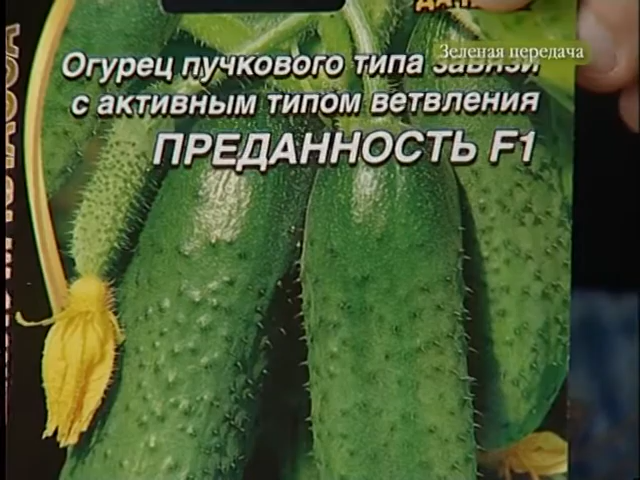 Зеленая передача
Огурец пучкового типа завязи
с активным типом ветвления
ПРЕДАННОСТЬ F1